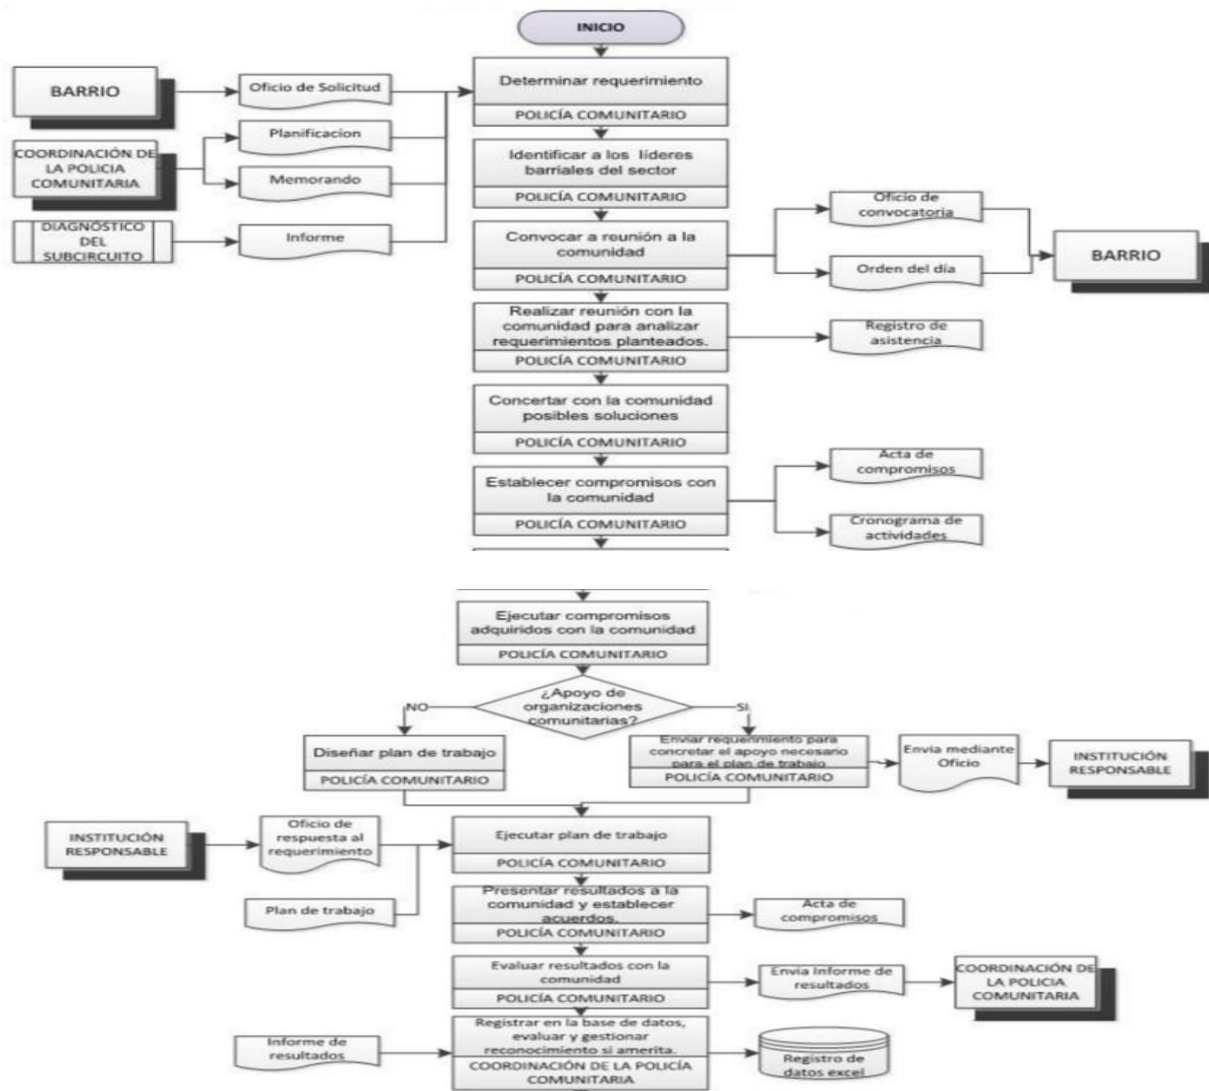 INICIO
BARRIO
Oficio de Solicitud
Determinar requerimiento
POLICÍA COMUNITARIO
COORDINACIÓN DE
LA POLICIA
COMUNITARIA
Planificacion
Memorando
Identificar a los líderes
barriales del sector
POLICÍA COMUNITARIO
DIAGNÓSTICO
DEL
SUBCIRCUITO
Informe
Convocar a reunión a la
comunidad
POLICÍA COMUNITARIO
Oficio de
convocatoria
Orden del día
BARRIO
Realizar reunión con la
comunidad para analizar
requerimientos planteados.
POLICÍA COMUNITARIO
Registro de
asistencia
Concertar con la comunidad
posibles soluciones
POLICÍA COMUNITARIO
Establecer compromisos con
la comunidad
POLICÍA COMUNITARIO
Acta de
compromisos
Cronograma de
actividades
Ejecutar compromisos
adquiridos con la comunidad
POLICÍA COMUNITARIO
¿Apoyo de
organizaciones
comunitarias?
NO
SI
Diseñar plan de trabajo
POLICÍA COMUNITARIO
Enviar requerimiento para
concretar el apoyo necesario
para el plan de trabajo
POLICÍA COMUNITARIO
Envia mediante
Oficio
INSTITUCIÓN
RESPONSABLE
INSTITUCIÓN
RESPONSABLE
Oficio de
respuesta al
requerimiento
Plan de trabajo
Ejecutar plan de trabajo
POLICÍA COMUNITARIO
Presentar resultados a la
comunidad y establecer
acuerdos.
POLICÍA COMUNITARIO
Acta de
compromisos
Evaluar resultados con la
comunidad
POLICÍA COMUNITARIO
Envia Informe de
resultados
COORDINACIÓN DE
LA POLICIA
COMUNITARIA
Informe de
resultados
Registrar en la base de datos,
evaluar y gestionar
reconocimiento si amerita.
COORDINACIÓN DE LA POLICÍA
COMUNITARIA
Registro de
datos excel